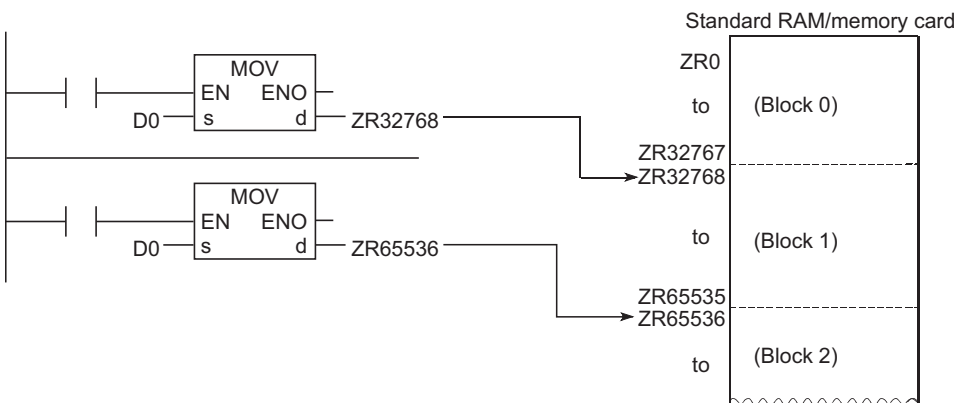 Standard RAM/memory card
MOV
EN ENO
D0 s d ZR32768
MOV
EN ENO
D0 s d ZR65536
ZR0
to (Block 0)
ZR32767
ZR32768
to (Block 1)
ZR65535
ZR65536
to (Block 2)